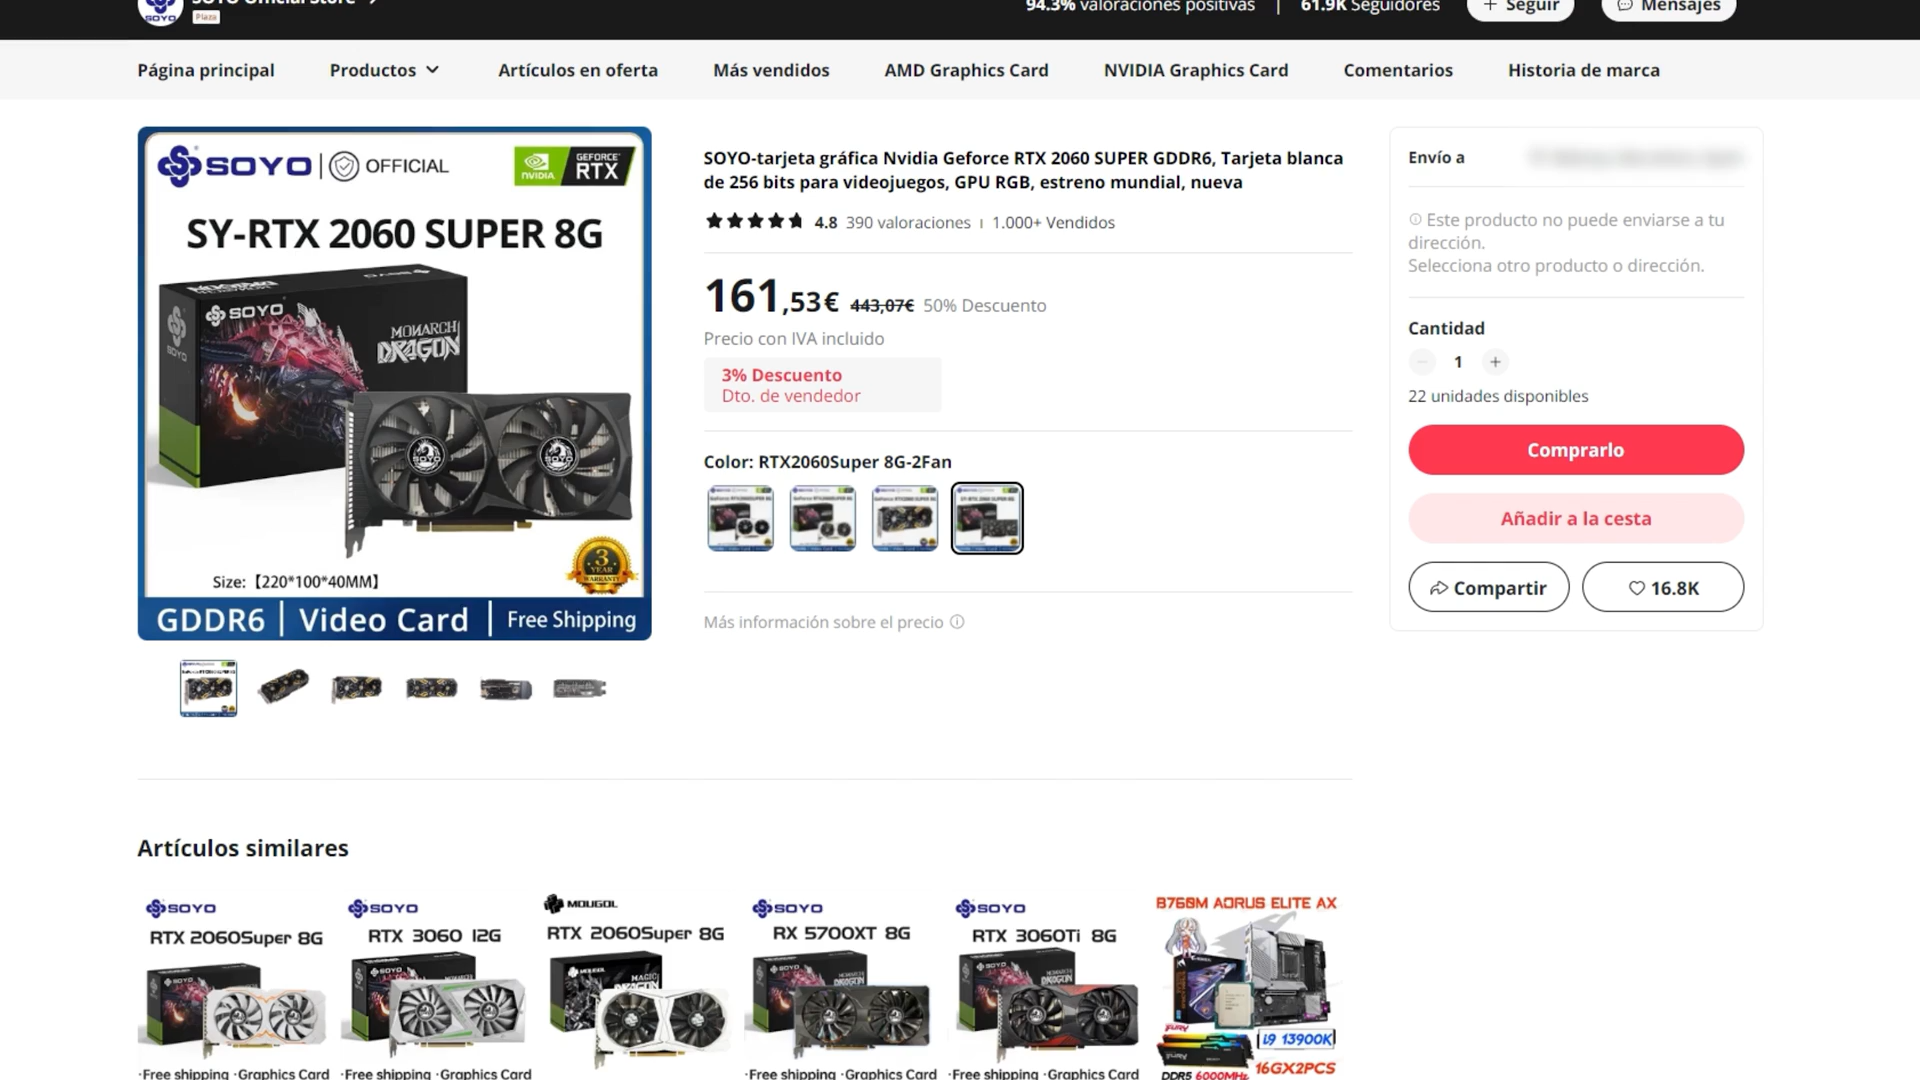 SOYO Official Store
Plaza
94.3% valoraciones positivas | 61.9K Seguidores
+ Seguir
Mensajes
Página principal
Productos
Artículos en oferta
Más vendidos
AMD Graphics Card
NVIDIA Graphics Card
Comentarios
Historia de marca
SOYO | OFFICIAL
NVIDIA
GEFORCE RTX
SY-RTX 2060 SUPER 8G
SOYO
MONARCH
DRAGON
3
YEAR
WARRANTY
Size:【220*100*40MM】
GDDR6 | Video Card | Free Shipping
SOYO-tarjeta gráfica Nvidia Geforce RTX 2060 SUPER GDDR6, Tarjeta blanca
de 256 bits para videojuegos, GPU RGB, estreno mundial, nueva
4.8 390 valoraciones | 1.000+ Vendidos
161,53€ 443,07€ 50% Descuento
Precio con IVA incluido
3% Descuento
Dto. de vendedor
Color: RTX2060Super 8G-2Fan
Más información sobre el precio
Envío a
Este producto no puede enviarse a tu
dirección.
Selecciona otro producto o dirección.
Cantidad
1
22 unidades disponibles
Comprarlo
Añadir a la cesta
Compartir
16.8K
Artículos similares
SOYO
RTX 2060Super 8G
·Free shipping ·Graphics Card
SOYO
RTX 3060 12G
·Free shipping ·Graphics Card
MOUGOL
RTX 2060Super 8G
SOYO
RX 5700XT 8G
·Free shipping ·Graphics Card
SOYO
RTX 3060Ti 8G
·Free shipping ·Graphics Card
B760M AORUS ELITE AX
FURY
i9 13900K
16GX2PCS
DDR5 6000MHz